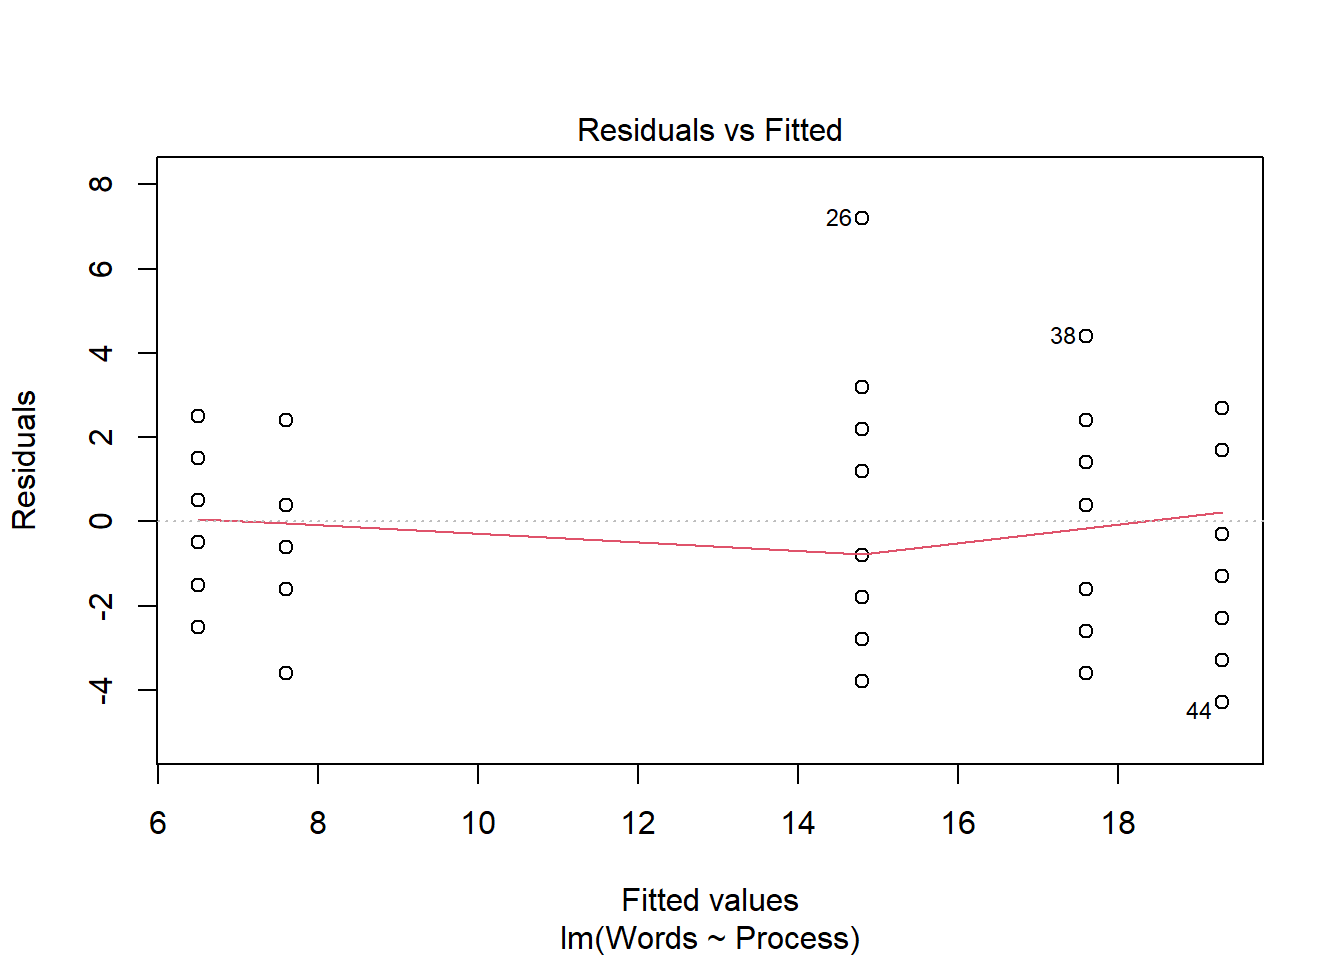 Residuals vs Fitted
Residuals
8
6
4
2
0
-2
-4
26
38
44
6 8 10 12 14 16 18
Fitted values
lm(Words ~ Process)